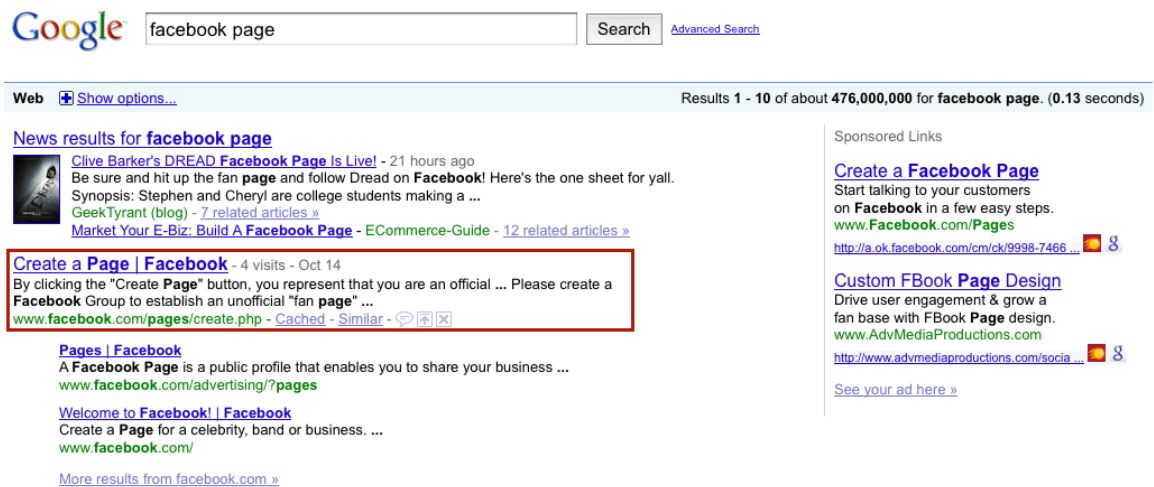 Google
facebook page
Search
Advanced Search
Web Show options...
Results 1 - 10 of about 476,000,000 for facebook page. (0.13 seconds)
News results for facebook page
Clive Barker's DREAD Facebook Page Is Live! - 21 hours ago
Be sure and hit up the fan page and follow Dread on Facebook! Here's the one sheet for yall.
Synopsis: Stephen and Cheryl are college students making a ...
GeekTyrant (blog) - 7 related articles »
Market Your E-Biz: Build A Facebook Page - ECommerce-Guide - 12 related articles »
Create a Page | Facebook - 4 visits - Oct 14
By clicking the "Create Page" button, you represent that you are an official ... Please create a
Facebook Group to establish an unofficial "fan page" ...
www.facebook.com/pages/create.php - Cached - Similar -
Pages | Facebook
A Facebook Page is a public profile that enables you to share your business ...
www.facebook.com/advertising/?pages
Welcome to Facebook! | Facebook
Create a Page for a celebrity, band or business. ...
www.facebook.com/
More results from facebook.com »
Sponsored Links
Create a Facebook Page
Start talking to your customers
on Facebook in a few easy steps.
www.Facebook.com/Pages
http://a.ok.facebook.com/cm/ck/9998-7466 ... g
Custom FBook Page Design
Drive user engagement & grow a
fan base with FBook Page design.
www.AdvMediaProductions.com
http://www.advmediaproductions.com/socia ... g
See your ad here »